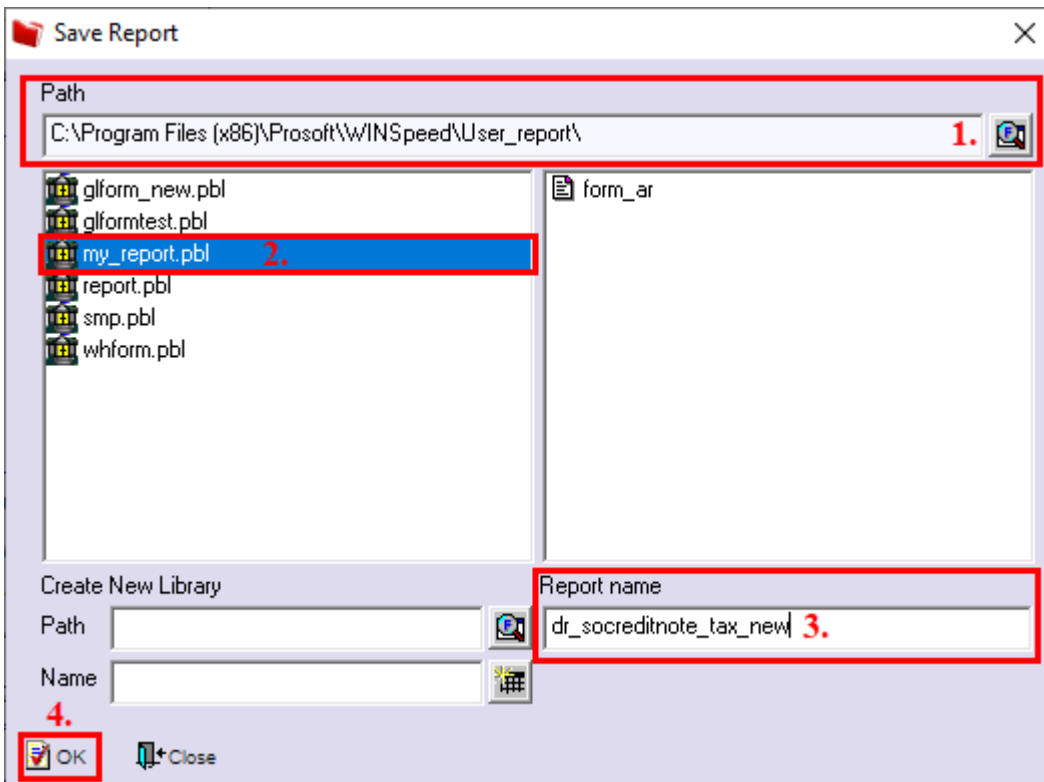 Save Report
Path
C:\Program Files (x86)\Prosoft\WINSpeed\User_report\ 1.
glform_new.pbl
glformtest.pbl
my_report.pbl 2.
report.pbl
smp.pbl
whform.pbl
form_ar
Create New Library
Path
Name
Report name
dr_socreditnote_tax_new 3.
4.
OK
Close